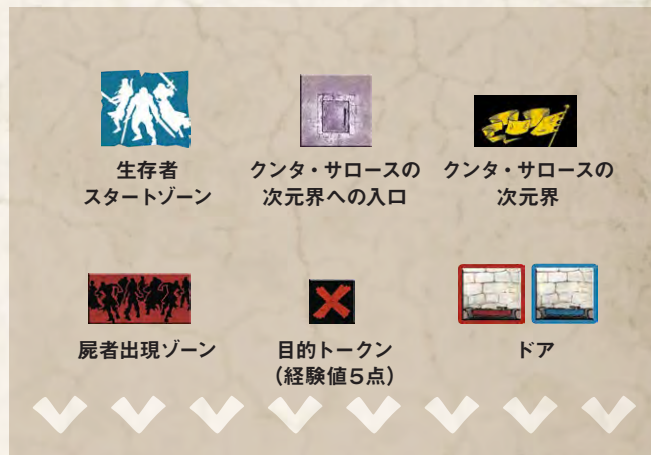 生存者
スタートゾーン
クンタ・サロースの
次元界への入口
クンタ・サロースの
次元界
屍者出現ゾーン
目的トークン
（経験値5点）
ドア